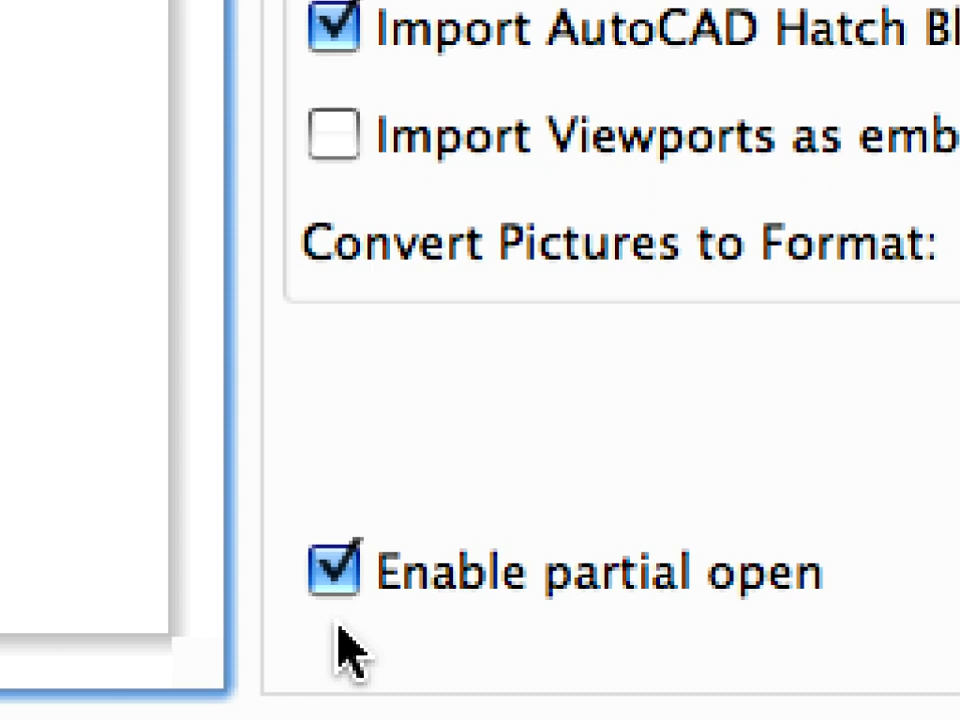 Import AutoCAD Hatch
Import Viewports as
Convert Pictures to Format:
Enable partial open